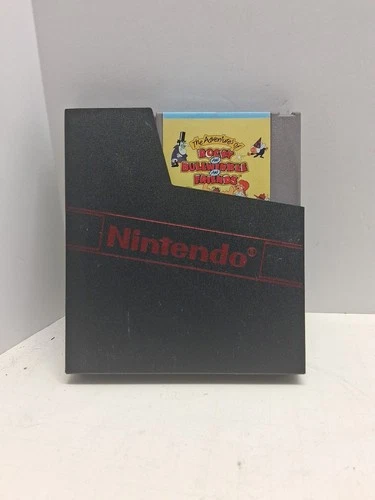 The Adventures of
ROCKY
AND
BULLWINKLE
AND
FRIENDS
Nintendo®